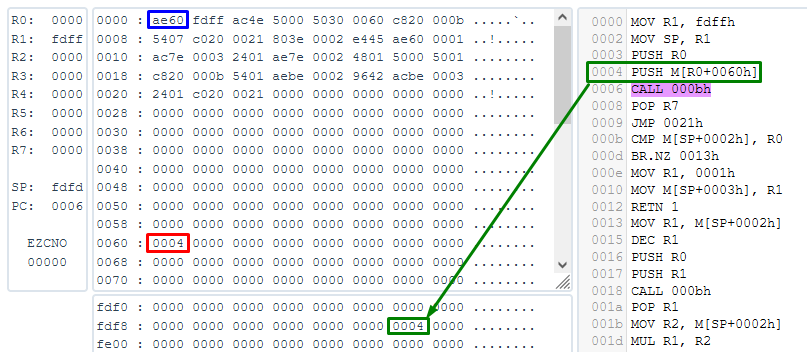 R0: 0000
R1: fdff
R2: 0000
R3: 0000
R4: 0000
R5: 0000
R6: 0000
R7: 0000
SP: fdfd
PC: 0006
EZCNO
00000
0000 : ae60 fdff ac4e 5000 5030 0060 c820 000b .....`..
0008 : 5407 c020 0021 803e 0002 e445 ae60 0001 ..!.....
0010 : ac7e 0003 2401 ae7e 0002 4801 5000 5001 ........
0018 : c820 000b 5401 aebe 0002 9642 acbe 0003 ........
0020 : 2401 c020 0021 0000 0000 0000 0000 0000 ..!.....
0028 : 0000 0000 0000 0000 0000 0000 0000 0000 ........
0030 : 0000 0000 0000 0000 0000 0000 0000 0000 ........
0038 : 0000 0000 0000 0000 0000 0000 0000 0000 ........
0040 : 0000 0000 0000 0000 0000 0000 0000 0000 ........
0048 : 0000 0000 0000 0000 0000 0000 0000 0000 ........
0050 : 0000 0000 0000 0000 0000 0000 0000 0000 ........
0058 : 0000 0000 0000 0000 0000 0000 0000 0000 ........
0060 : 0004 0000 0000 0000 0000 0000 0000 0000 ........
0068 : 0000 0000 0000 0000 0000 0000 0000 0000 ........
0070 : 0000 0000 0000 0000 0000 0000 0000 0000 ........
fdf0 : 0000 0000 0000 0000 0000 0000 0000 0000 ........
fdf8 : 0000 0000 0000 0000 0000 0000 0004 0000 ........
fe00 : 0000 0000 0000 0000 0000 0000 0000 0000 ........
0000 MOV R1, fdffh
0002 MOV SP, R1
0003 PUSH R0
0004 PUSH M[R0+0060h]
0006 CALL 000bh
0008 POP R7
0009 JMP 0021h
000b CMP M[SP+0002h], R0
000d BR.NZ 0013h
000e MOV R1, 0001h
0010 MOV M[SP+0003h], R1
0012 RETN 1
0013 MOV R1, M[SP+0002h]
0015 DEC R1
0016 PUSH R0
0017 PUSH R1
0018 CALL 000bh
001a POP R1
001b MOV R2, M[SP+0002h]
001d MUL R1, R2